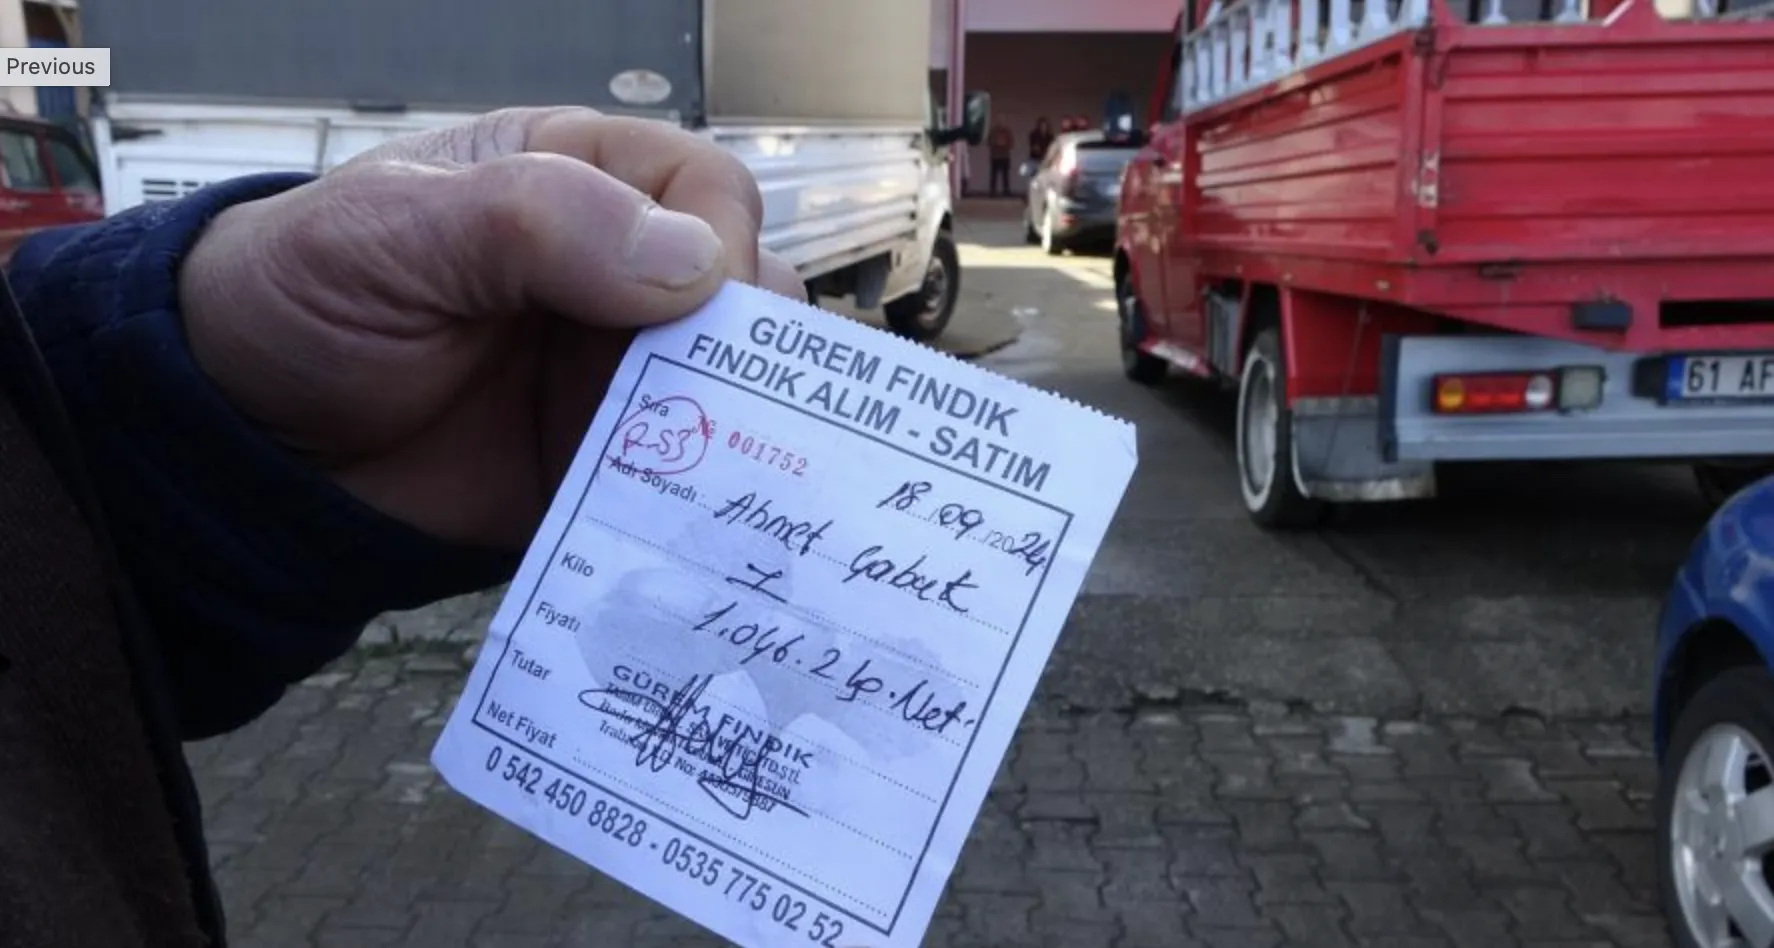 Previous
61 AF
GÜREM FINDIK
FINDIK ALIM - SATIM
Sıra
R-53
№ 001752
18/09/2024
Adı Soyadı: Ahmet Çabuk
Kilo
Fiyatı 1.046.2 kg. Net.
Tutar
GÜREM FINDIK
Net Fiyat
0 542 450 8828 - 0535 775 02 52